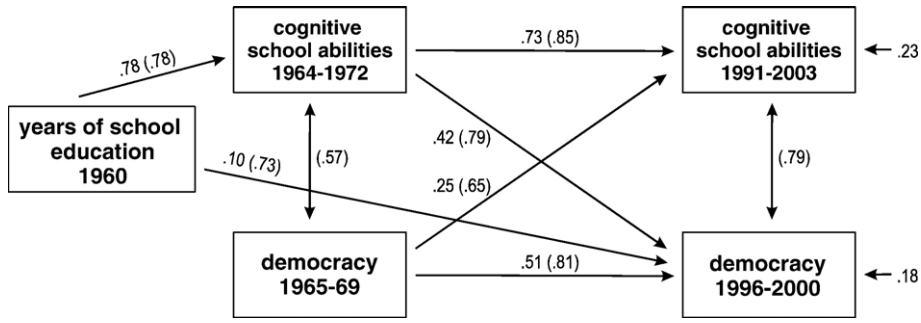 cognitive
school abilities
1964-1972
.73 (.85)
cognitive
school abilities
1991-2003
.23
.78 (.78)
years of school
education
1960
.42 (.79)
(.57)
(.79)
.10 (.73)
.25 (.65)
democracy
1965-69
.51 (.81)
democracy
1996-2000
.18